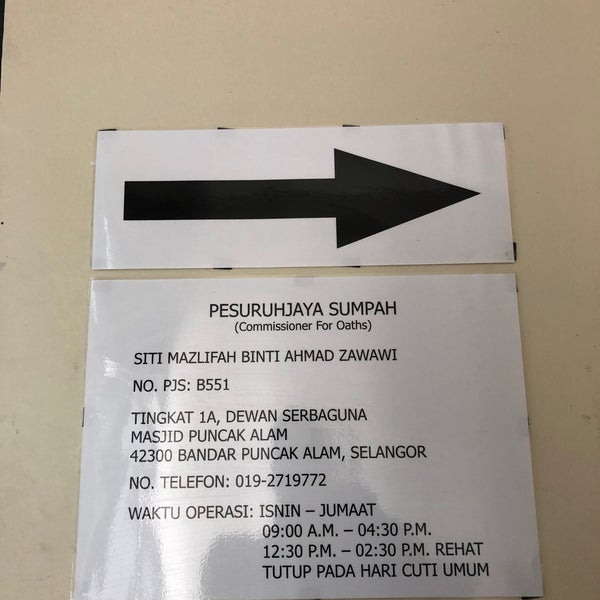 PESURUHJAYA SUMPAH
(Commissioner For Oaths)
SITI MAZLIFAH BINTI AHMAD ZAWAWI
NO. PJS: B551
TINGKAT 1A, DEWAN SERBAGUNA
MASJID PUNCAK ALAM
42300 BANDAR PUNCAK ALAM, SELANGOR
NO. TELEFON: 019-2719772
WAKTU OPERASI: ISNIN – JUMAAT
09:00 A.M. – 04:30 P.M.
12:30 P.M. – 02:30 P.M. REHAT
TUTUP PADA HARI CUTI UMUM